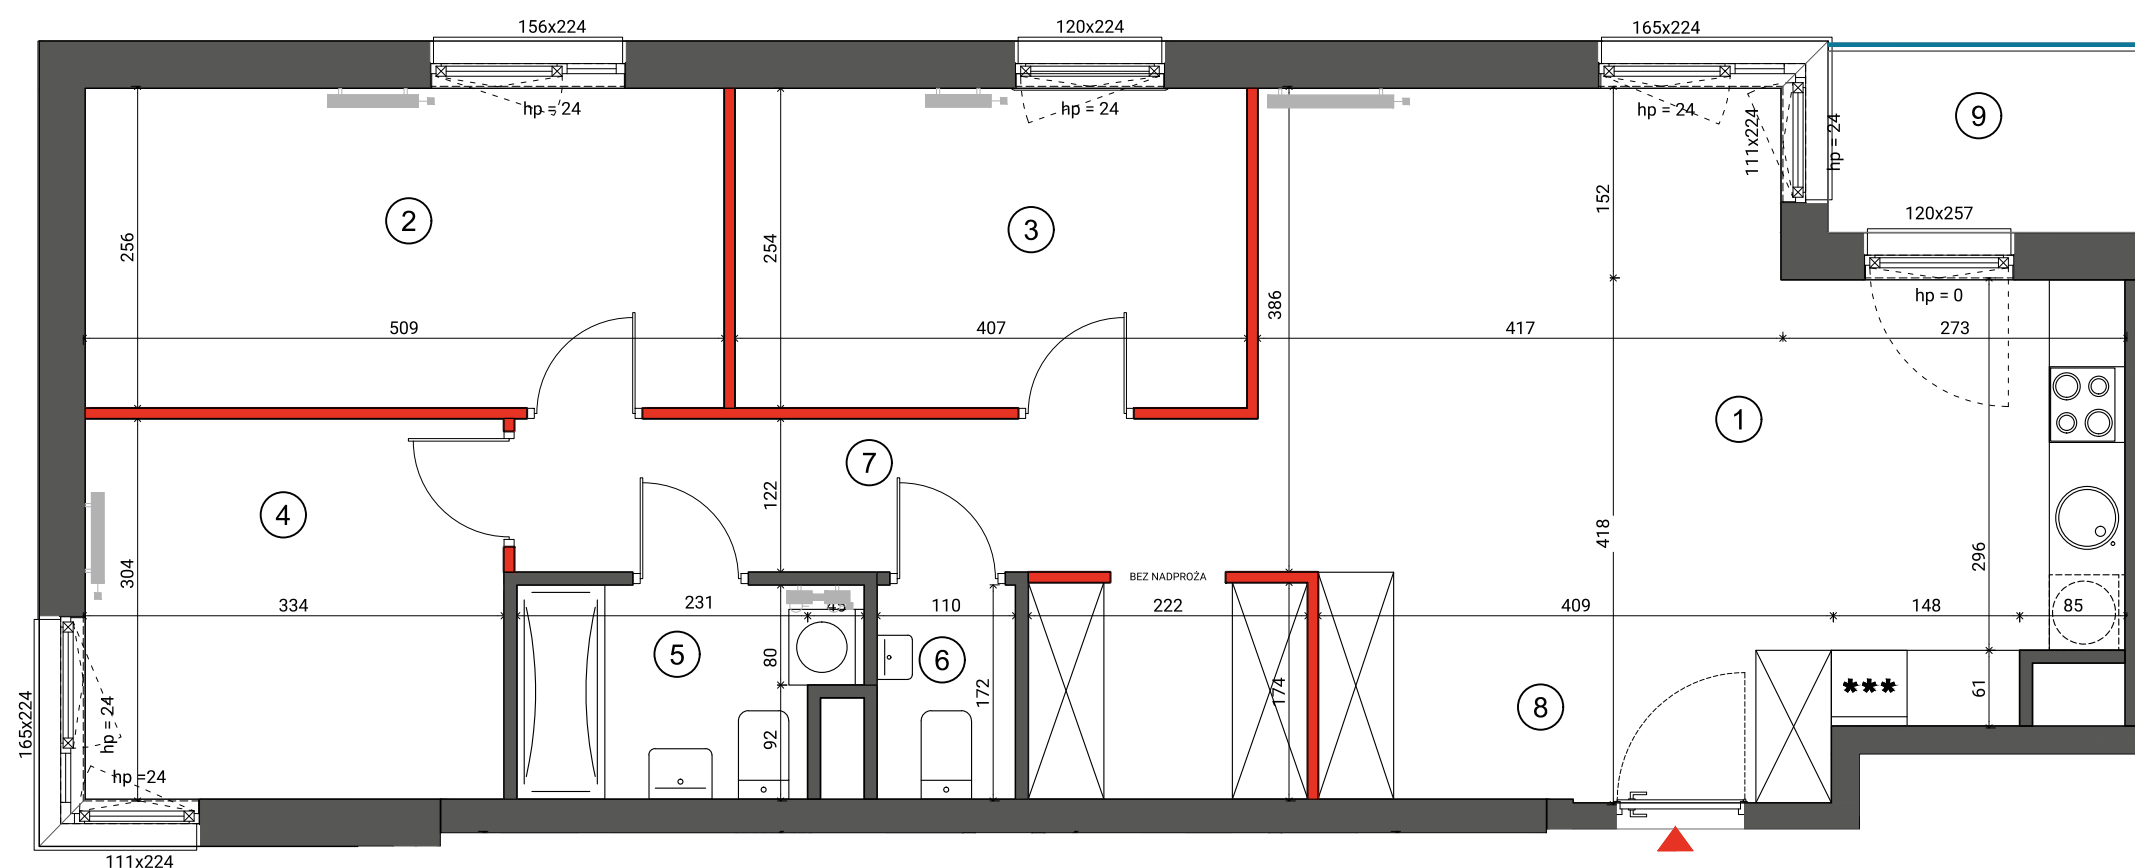 156x224
120x224
165x224
hp = 24
hp = 24
hp = 24
111x224
hp = 24
9
120x257
hp = 0
2
3
152
256
254
386
509
407
417
273
1
7
4
122
418
296
304
334
231
45
110
222
BEZ NADPROŻA
409
148
85
5
6
80
172
174
8
61
***
92
165x224
hp = 24
hp =24
111x224